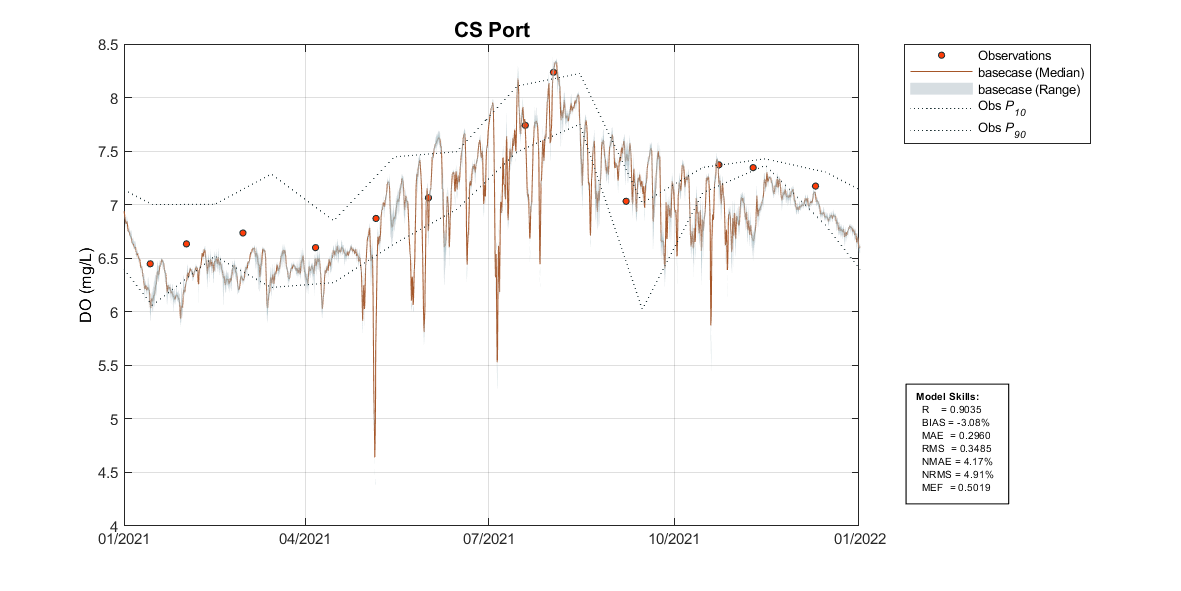 CS Port
8.5
8
7.5
7
6.5
6
5.5
5
4.5
4
DO (mg/L)
01/2021
04/2021
07/2021
10/2021
01/2022
Observations
basecase (Median)
basecase (Range)
Obs P10
Obs P90
Model Skills:
R = 0.9035
BIAS = -3.08%
MAE = 0.2960
RMS = 0.3485
NMAE = 4.17%
NRMS = 4.91%
MEF = 0.5019